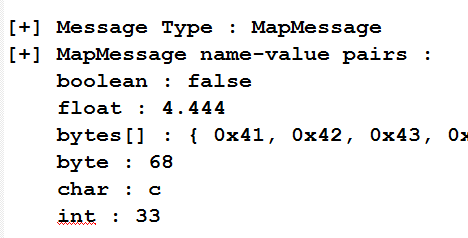 [+] Message Type : MapMessage
[+] MapMessage name-value pairs :
boolean : false
float : 4.444
bytes[] : { 0x41, 0x42, 0x43, 0x
byte : 68
char : c
int : 33